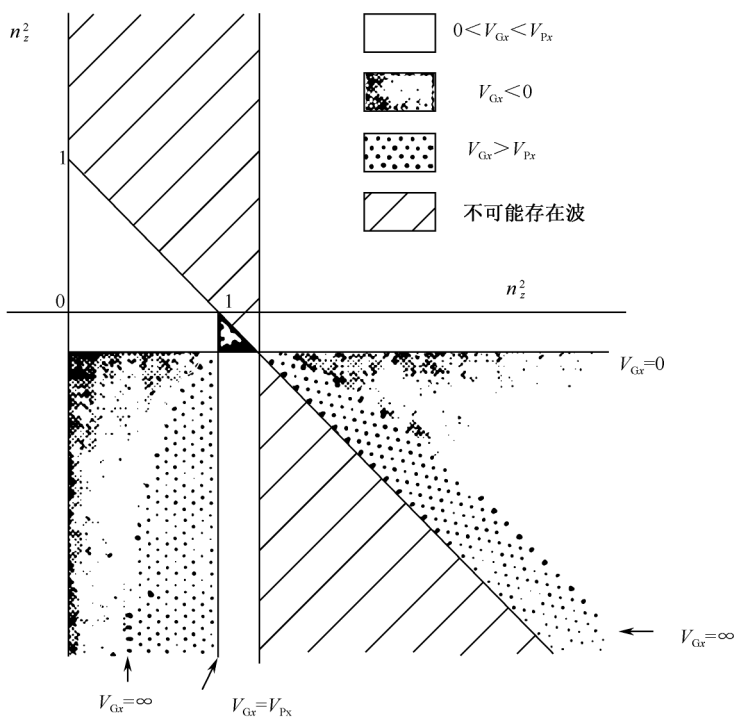 n_z^2
0＜V_Gx＜V_Px
V_Gx＜0
V_Gx＞V_Px
不可能存在波
1
0
1
n_z^2
V_Gx=0
V_Gx=∞
V_Gx=∞
V_Gx=V_Px